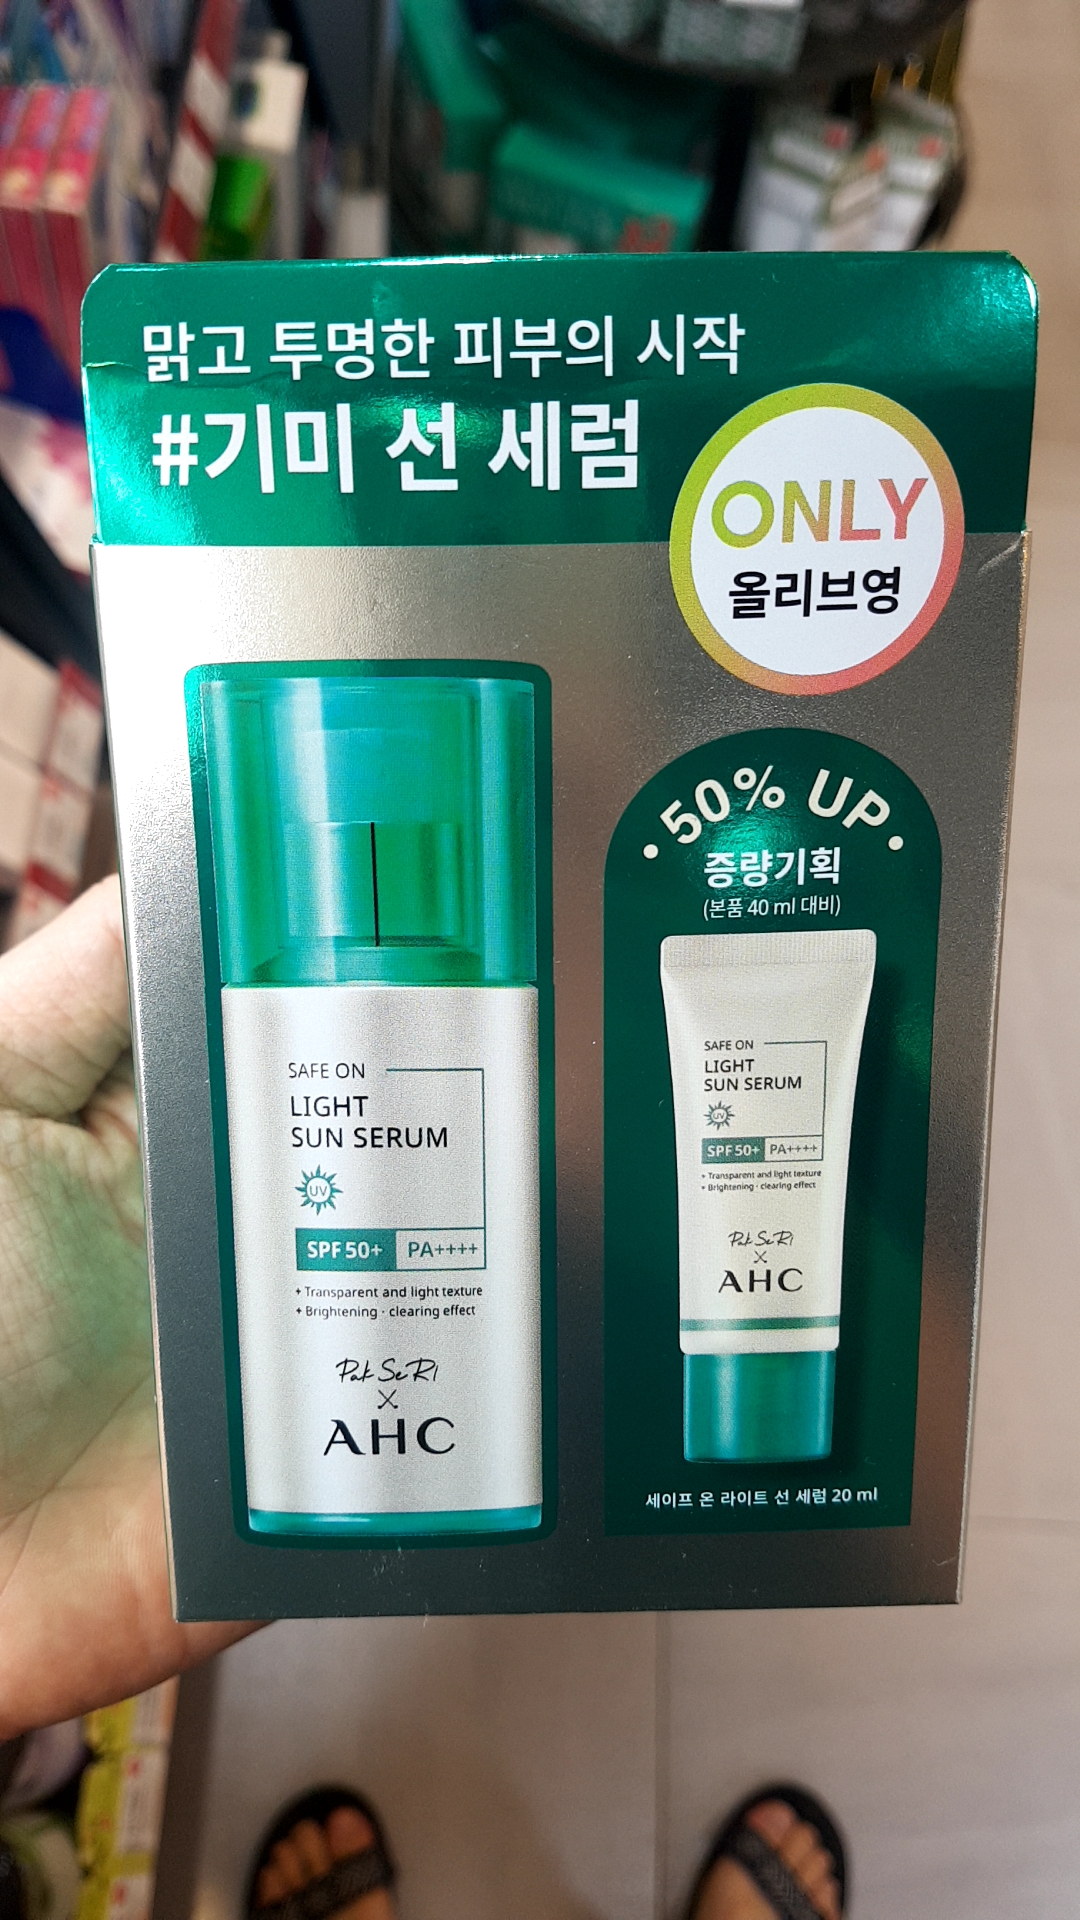 맑고 투명한 피부의 시작
#기미 선 세럼
ONLY
올리브영
· 50% UP ·
증량기획
(본품 40 ml 대비)
SAFE ON
LIGHT
SUN SERUM
UV
SPF 50+ PA++++
+ Transparent and light texture
+ Brightening · clearing effect
Pak Se Ri
X
AHC
SAFE ON
LIGHT
SUN SERUM
UV
SPF 50+ PA++++
+ Transparent and light texture
+ Brightening · clearing effect
Pak Se Ri
X
AHC
세이프 온 라이트 선 세럼 20 ml